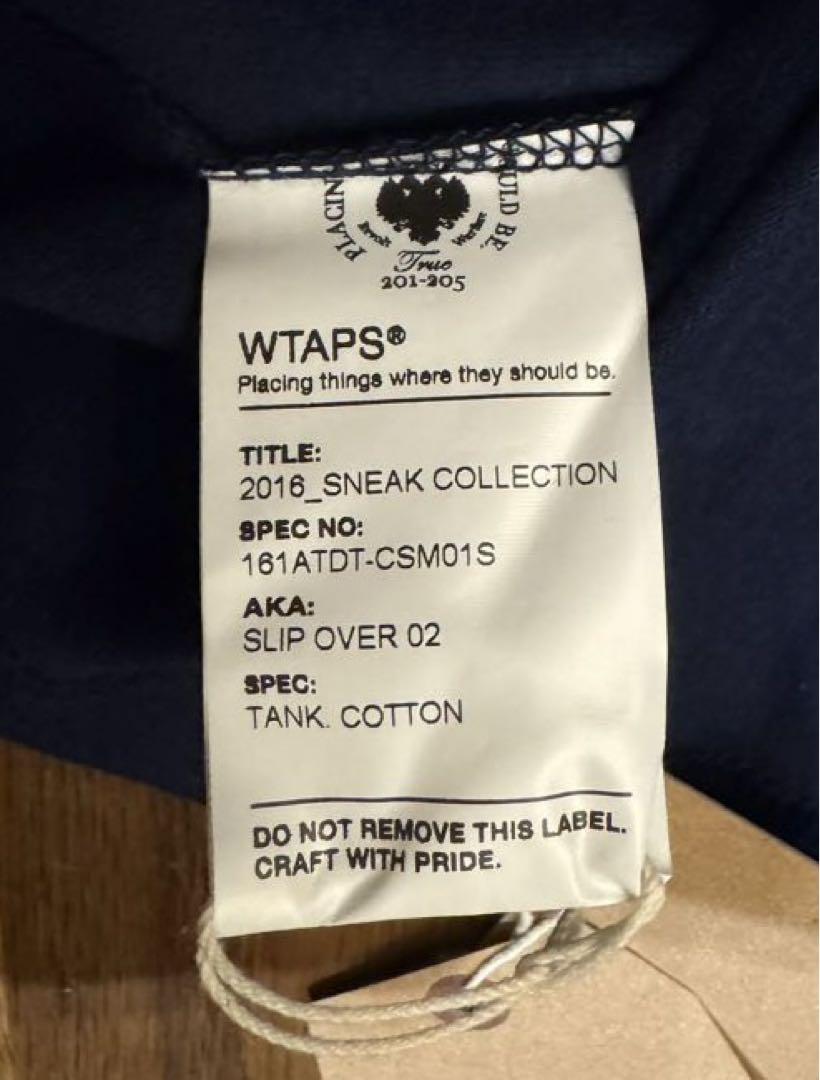 PLACIN
ULD BE.
True
201-205
WTAPS®
Placing things where they should be.
TITLE:
2016_SNEAK COLLECTION
SPEC NO:
161ATDT-CSM01S
AKA:
SLIP OVER 02
SPEC:
TANK. COTTON
DO NOT REMOVE THIS LABEL.
CRAFT WITH PRIDE.